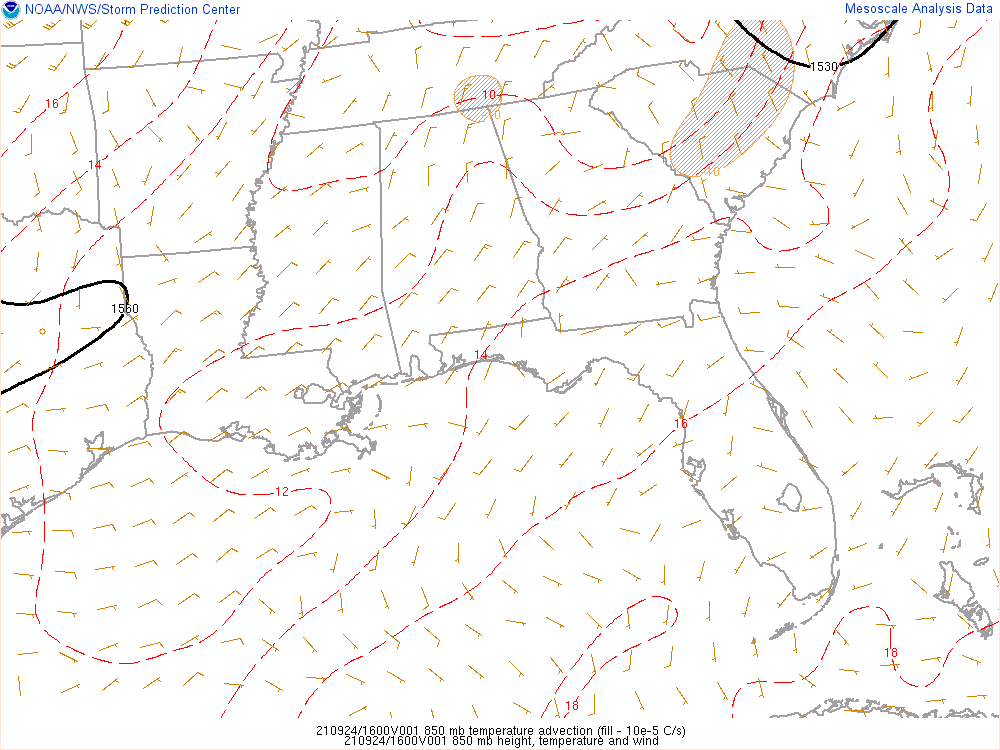 NOAA/NWS/Storm Prediction Center
Mesoscale Analysis Data
1530
16
10
14
10
1560
14
16
12
18
18
210924/1600V001 850 mb temperature advection (fill - 10e-5 C/s)
210924/1600V001 850 mb height, temperature and wind